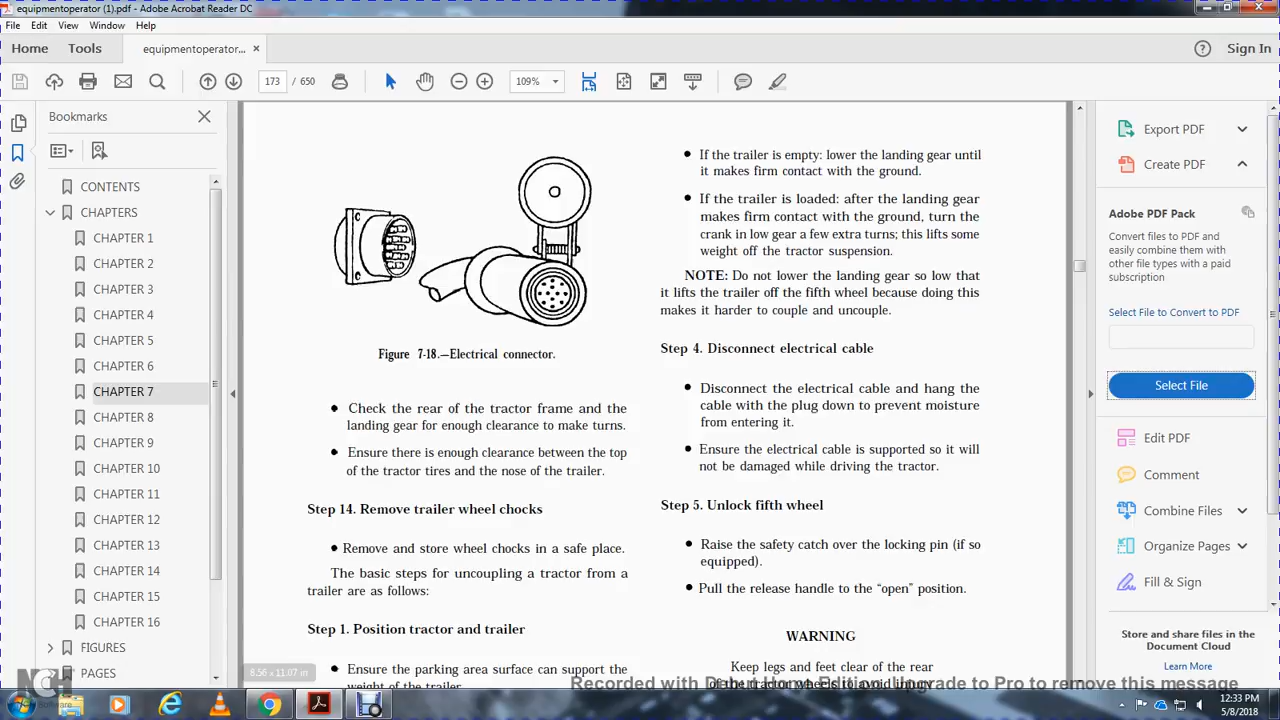 equipmentoperator (1).pdf - Adobe Acrobat Reader DC
File Edit View Window Help
Home Tools equipmentoperator... × Sign In
173 / 650 109%
Bookmarks
CONTENTS
CHAPTERS
CHAPTER 1
CHAPTER 2
CHAPTER 3
CHAPTER 4
CHAPTER 5
CHAPTER 6
CHAPTER 7
CHAPTER 8
CHAPTER 9
CHAPTER 10
CHAPTER 11
CHAPTER 12
CHAPTER 13
CHAPTER 14
CHAPTER 15
CHAPTER 16
FIGURES
PAGES
Figure 7-18.—Electrical connector.
• Check the rear of the tractor frame and the
landing gear for enough clearance to make turns.
• Ensure there is enough clearance between the top
of the tractor tires and the nose of the trailer.
Step 14. Remove trailer wheel chocks
• Remove and store wheel chocks in a safe place.
The basic steps for uncoupling a tractor from a
trailer are as follows:
Step 1. Position tractor and trailer
• Ensure the parking area surface can support the
weight of the trailer.
8.56 x 11.07 in
• If the trailer is empty: lower the landing gear until
it makes firm contact with the ground.
• If the trailer is loaded: after the landing gear
makes firm contact with the ground, turn the
crank in low gear a few extra turns; this lifts some
weight off the tractor suspension.
NOTE: Do not lower the landing gear so low that
it lifts the trailer off the fifth wheel because doing this
makes it harder to couple and uncouple.
Step 4. Disconnect electrical cable
• Disconnect the electrical cable and hang the
cable with the plug down to prevent moisture
from entering it.
• Ensure the electrical cable is supported so it will
not be damaged while driving the tractor.
Step 5. Unlock fifth wheel
• Raise the safety catch over the locking pin (if so
equipped).
• Pull the release handle to the “open” position.
WARNING
Keep legs and feet clear of the rear
Export PDF
Create PDF
Adobe PDF Pack
Convert files to PDF and
easily combine them with
other file types with a paid
subscription
Select File to Convert to PDF
Select File
Edit PDF
Comment
Combine Files
Organize Pages
Fill & Sign
Store and share files in the
Document Cloud
Learn More
NCH
upgrade to Pro to remove this message
12:33 PM
5/8/2018